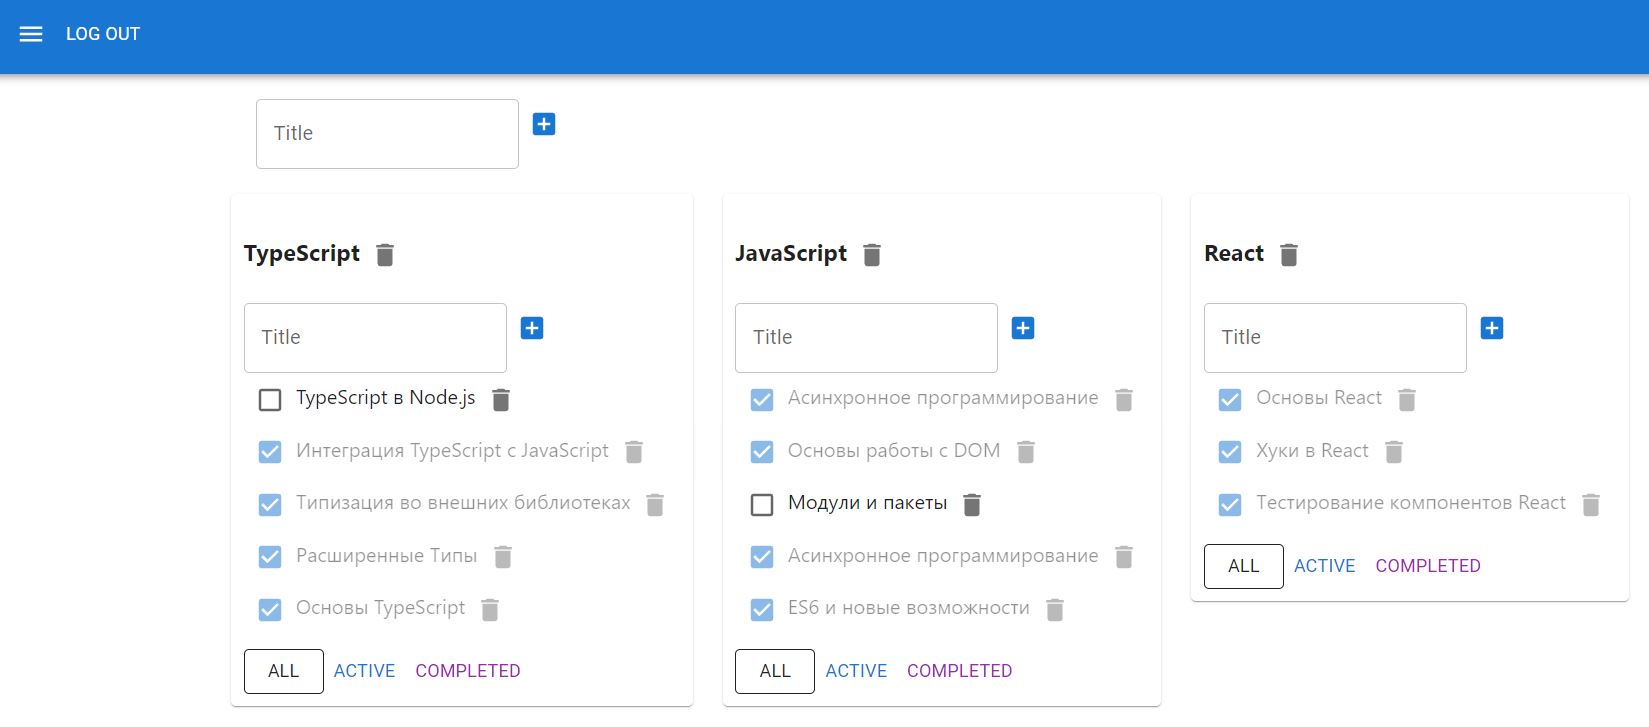 LOG OUT
Title
TypeScript
Title
TypeScript в Node.js
Интеграция TypeScript с JavaScript
Типизация во внешних библиотеках
Расширенные Типы
Основы TypeScript
ALL ACTIVE COMPLETED
JavaScript
Title
Асинхронное программирование
Основы работы с DOM
Модули и пакеты
Асинхронное программирование
ES6 и новые возможности
ALL ACTIVE COMPLETED
React
Title
Основы React
Хуки в React
Тестирование компонентов React
ALL ACTIVE COMPLETED